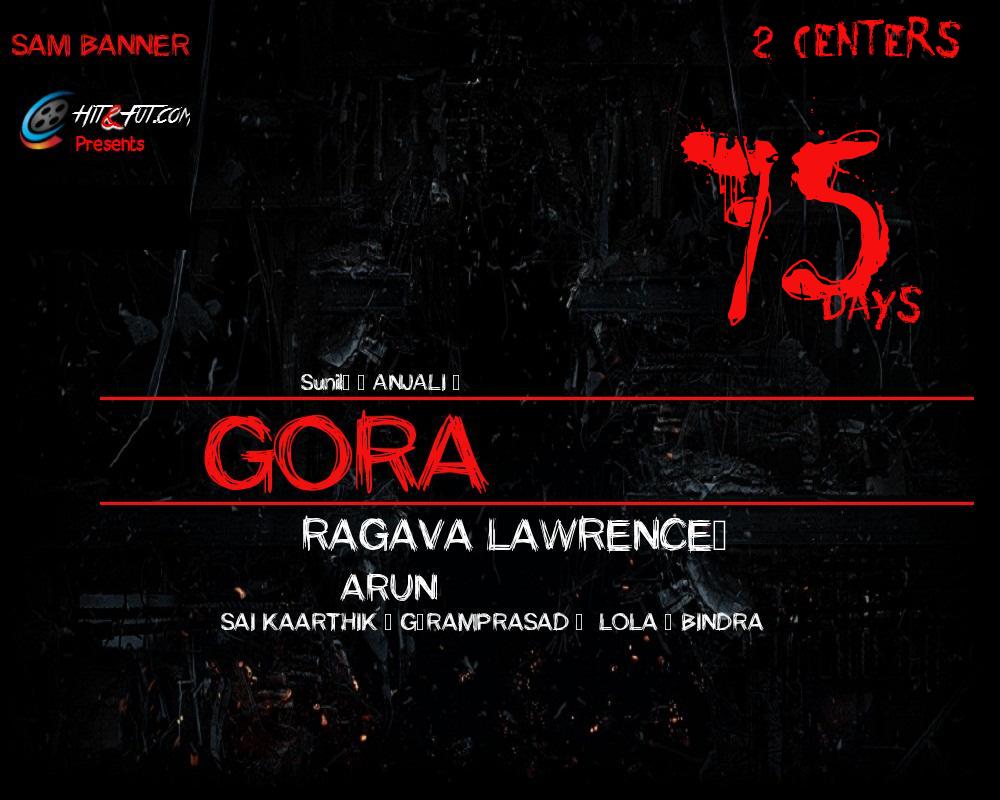 SAMI BANNER
2 CENTERS
HIT&FUT.COM
Presents
75
DAYS
Sunil▯ ▯ ANJALI ▯
GORA
RAGAVA LAWRENCE▯
ARUN
SAI KAARTHIK ▯ G▯RAMPRASAD ▯ LOLA ▯ BINDRA